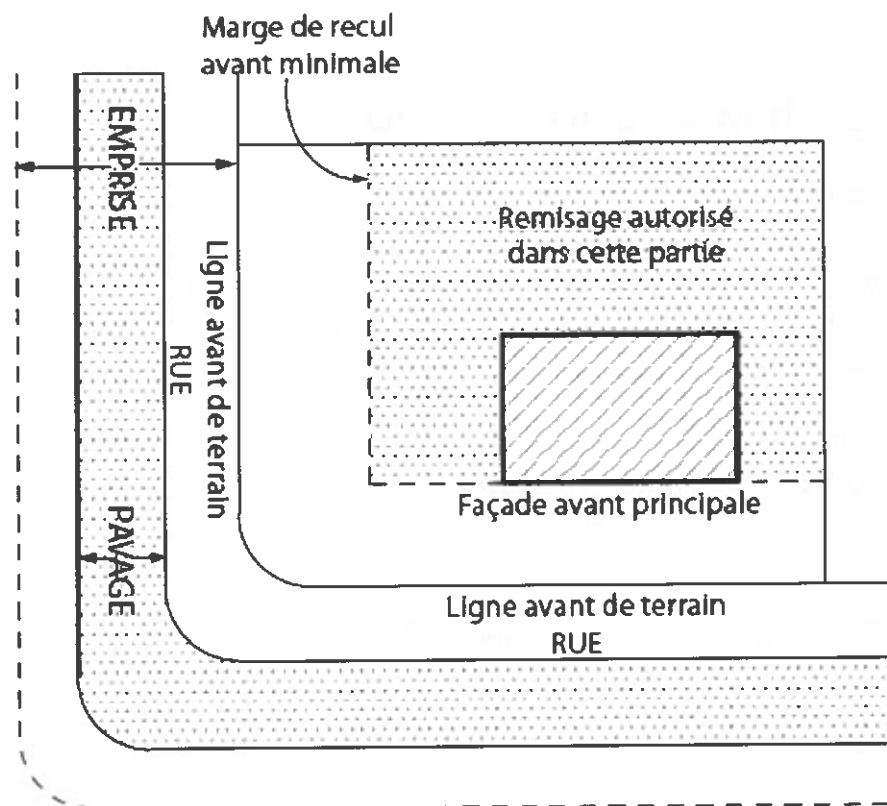 Marge de recul
avant minimale
EMPRISE
Remisage autorisé
dans cette partie
Ligne avant de terrain
RUE
PAVAGE
Façade avant principale
Ligne avant de terrain
RUE